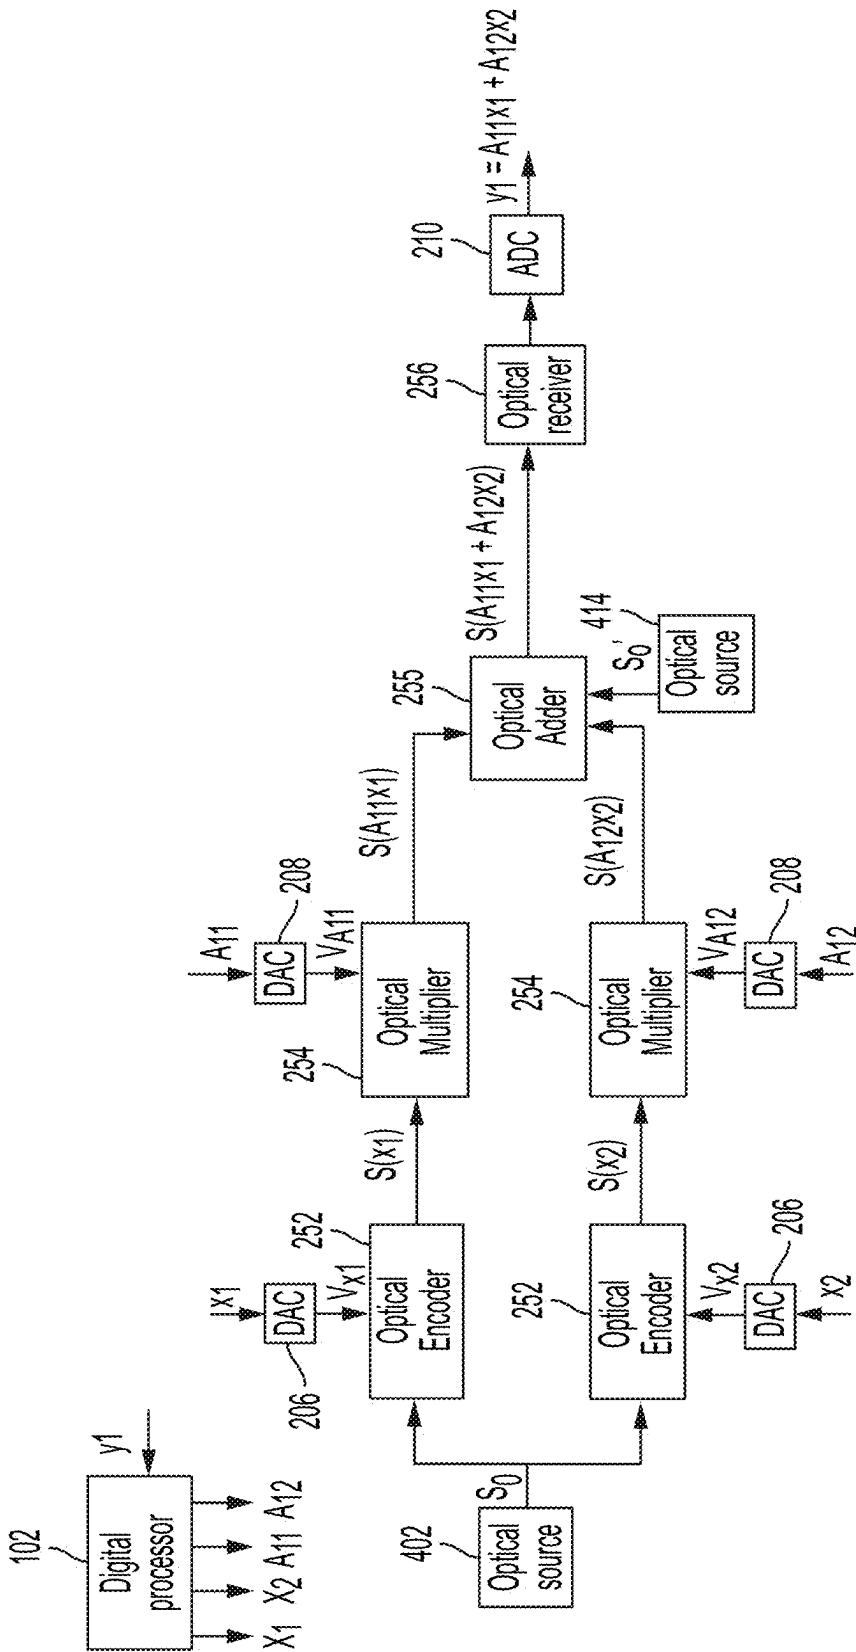 102
Digital
processor
y1
X1 X2 A11 A12
402
Optical
source
S0
x1
DAC
206
Vx1
252
Optical
Encoder
S(x1)
A11
DAC
208
VA11
254
Optical
Multiplier
S(A11x1)
252
Optical
Encoder
Vx2
DAC
206
x2
S(x2)
254
Optical
Multiplier
VA12
DAC
208
A12
S(A12x2)
255
Optical
Adder
S0'
414
Optical
source
S(A11x1 + A12x2)
256
Optical
receiver
210
ADC
y1 = A11x1 + A12x2